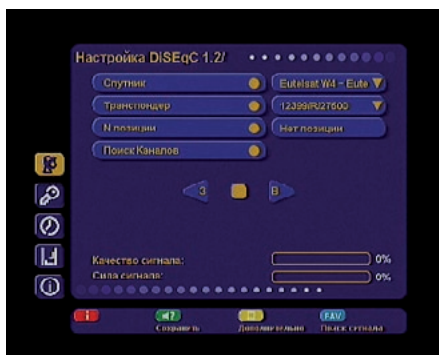 Настройка DiSEqC 1.2/
Спутник Eutelsat W4 - Eute
Транспондер 12399/R/27500
N позиции Нет позиции
Поиск Каналов
З В
Качество сигнала: 0%
Сила сигнала: 0%
i ?
Сохранить Дополнительно Поиск сигнала
FAV